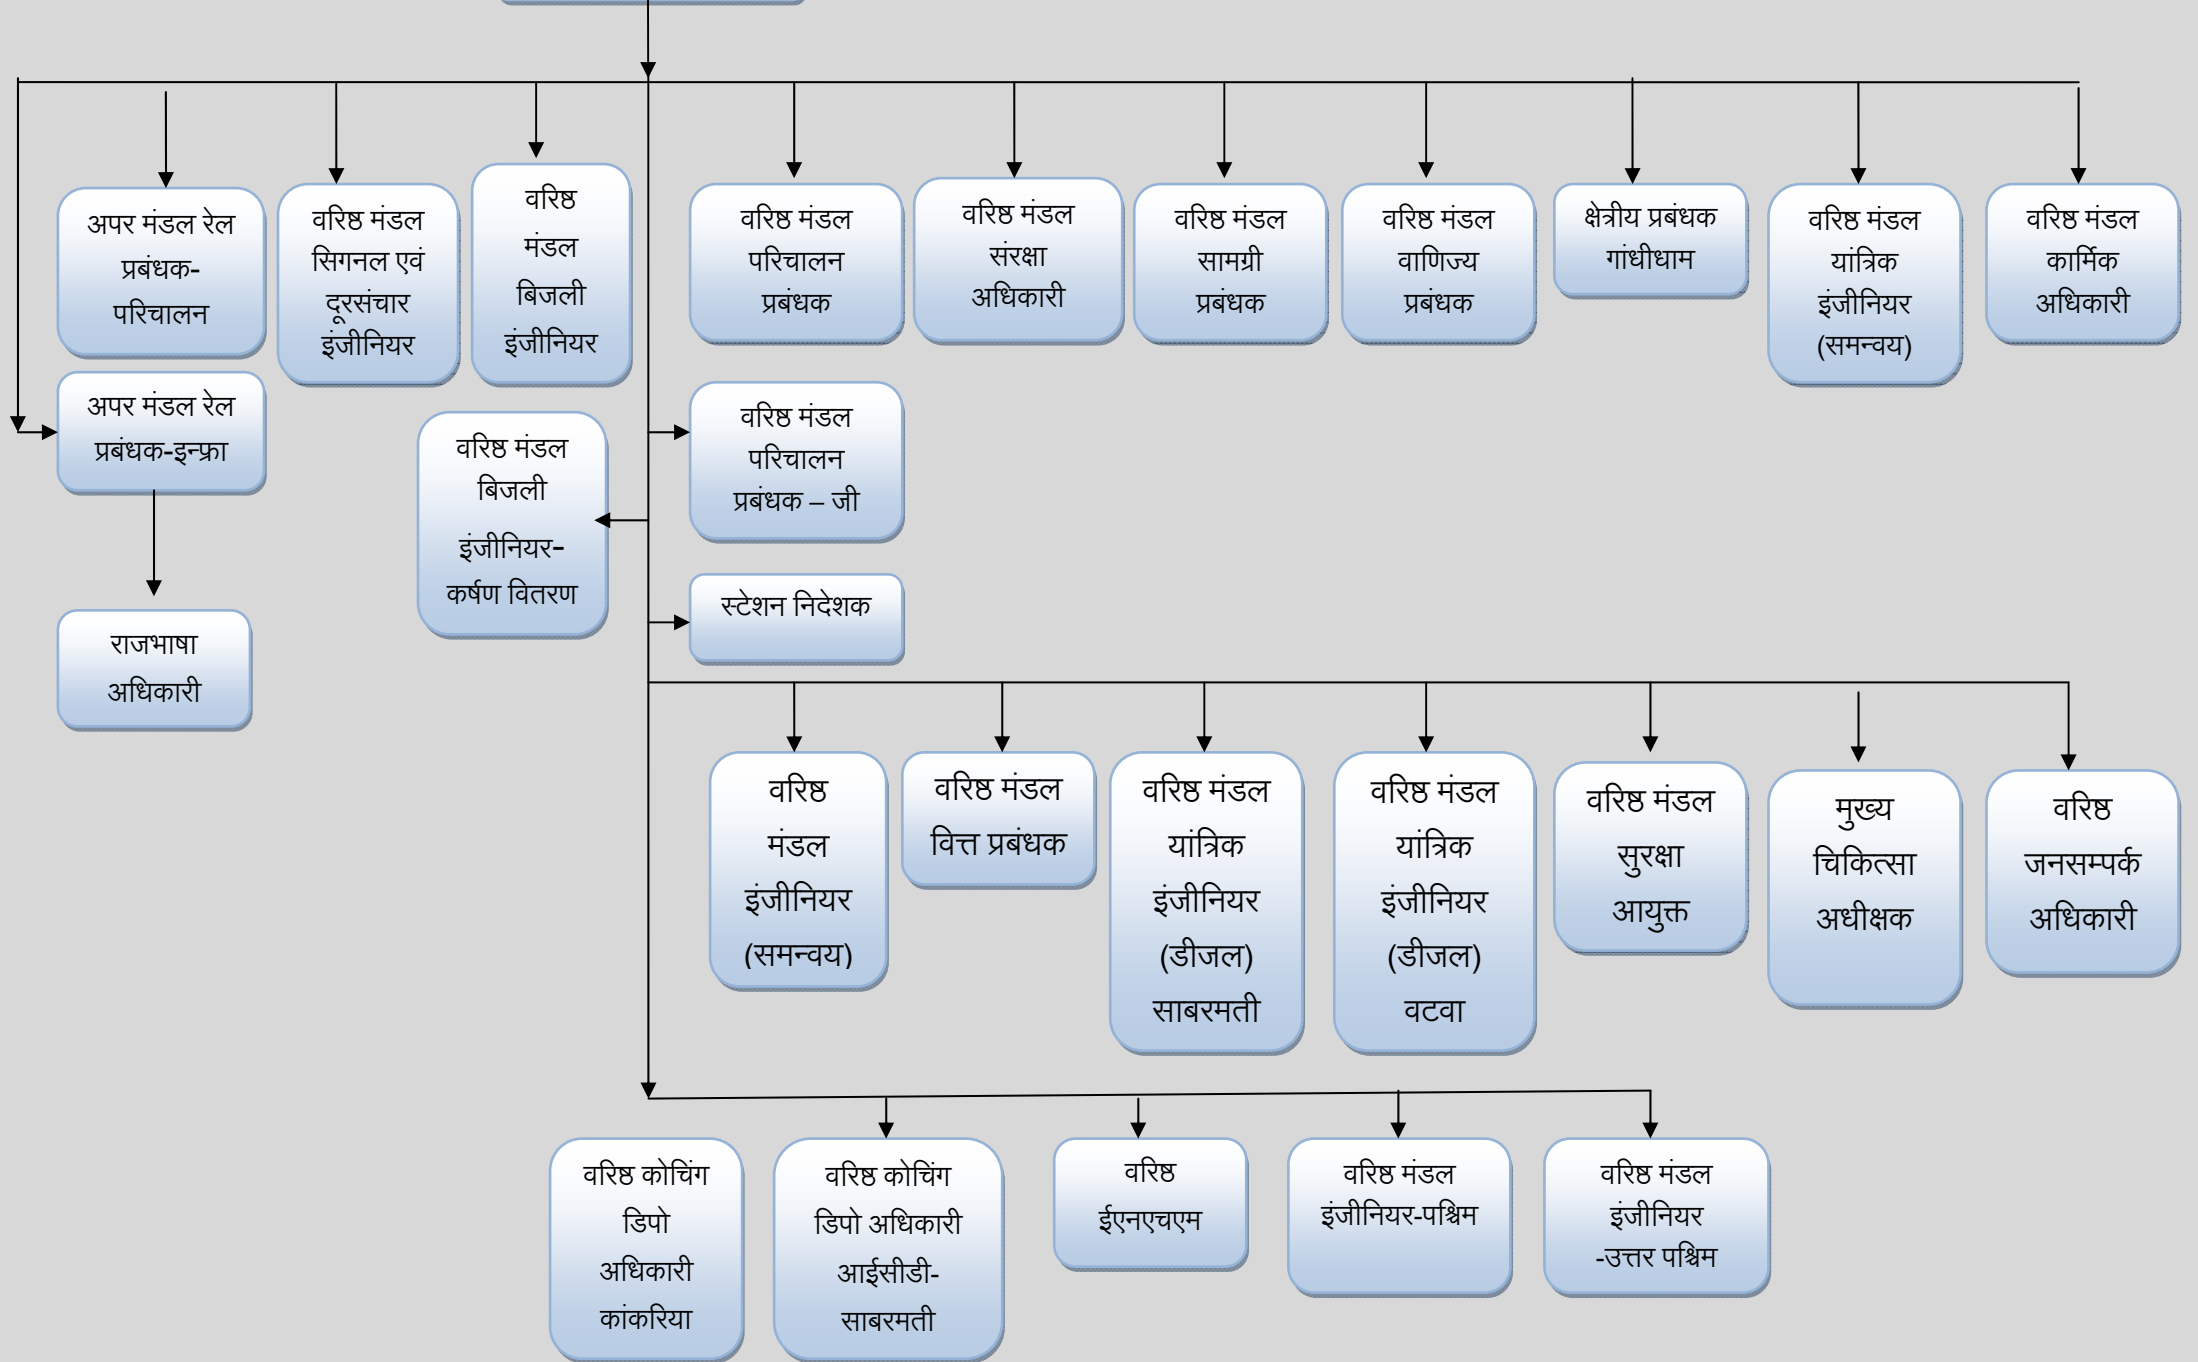 अपर मंडल रेल
प्रबंधक-
परिचालन
वरिष्ठ मंडल
सिगनल एवं
दूरसंचार
इंजीनियर
वरिष्ठ
मंडल
बिजली
इंजीनियर
वरिष्ठ मंडल
परिचालन
प्रबंधक
वरिष्ठ मंडल
संरक्षा
अधिकारी
वरिष्ठ मंडल
सामग्री
प्रबंधक
वरिष्ठ मंडल
वाणिज्य
प्रबंधक
क्षेत्रीय प्रबंधक
गांधीधाम
वरिष्ठ मंडल
यांत्रिक
इंजीनियर
(समन्वय)
वरिष्ठ मंडल
कार्मिक
अधिकारी
अपर मंडल रेल
प्रबंधक-इन्फ्रा
वरिष्ठ मंडल
बिजली
इंजीनियर-
कर्षण वितरण
वरिष्ठ मंडल
परिचालन
प्रबंधक – जी
स्टेशन निदेशक
राजभाषा
अधिकारी
वरिष्ठ
मंडल
इंजीनियर
(समन्वय)
वरिष्ठ मंडल
वित्त प्रबंधक
वरिष्ठ मंडल
यांत्रिक
इंजीनियर
(डीजल)
साबरमती
वरिष्ठ मंडल
यांत्रिक
इंजीनियर
(डीजल)
वटवा
वरिष्ठ मंडल
सुरक्षा
आयुक्त
मुख्य
चिकित्सा
अधीक्षक
वरिष्ठ
जनसम्पर्क
अधिकारी
वरिष्ठ कोचिंग
डिपो
अधिकारी
कांकरिया
वरिष्ठ कोचिंग
डिपो अधिकारी
आईसीडी-
साबरमती
वरिष्ठ
ईएनएचएम
वरिष्ठ मंडल
इंजीनियर-पश्चिम
वरिष्ठ मंडल
इंजीनियर
-उत्तर पश्चिम